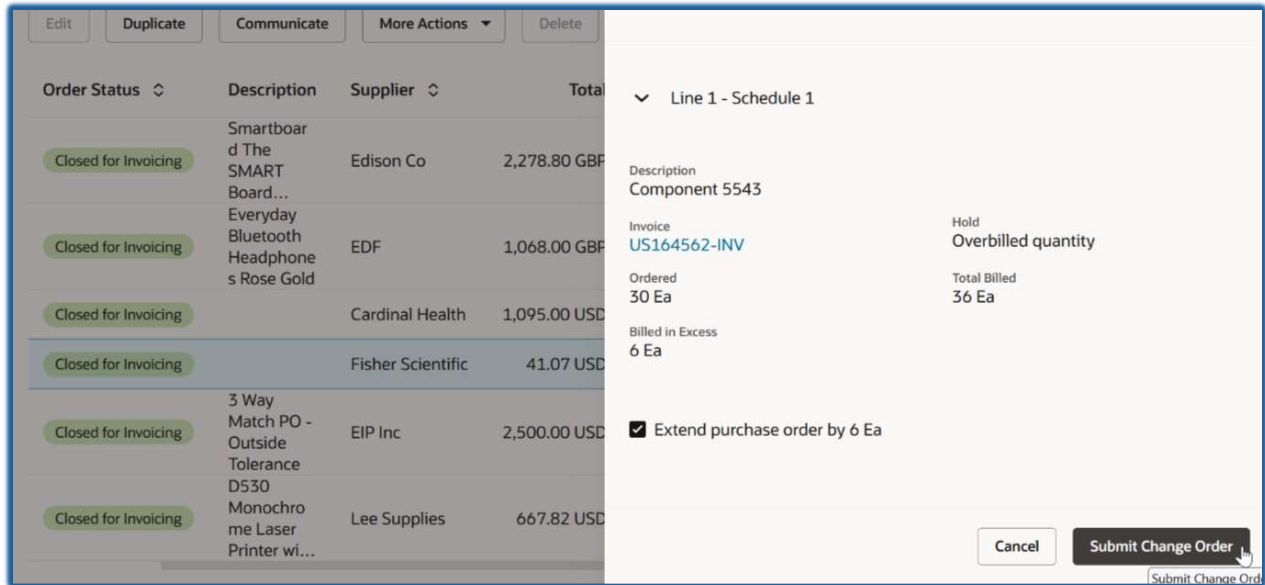 Edit
Duplicate
Communicate
More Actions
Delete
Order Status
Description
Supplier
Total
Closed for Invoicing
Smartboar
d The
SMART
Board...
Edison Co
2,278.80 GBP
Closed for Invoicing
Everyday
Bluetooth
Headphone
s Rose Gold
EDF
1,068.00 GBP
Closed for Invoicing
Cardinal Health
1,095.00 USD
Closed for Invoicing
Fisher Scientific
41.07 USD
Closed for Invoicing
3 Way
Match PO -
Outside
Tolerance
EIP Inc
2,500.00 USD
Closed for Invoicing
D530
Monochro
me Laser
Printer wi...
Lee Supplies
667.82 USD
Line 1 - Schedule 1
Description
Component 5543
Invoice
US164562-INV
Hold
Overbilled quantity
Ordered
30 Ea
Total Billed
36 Ea
Billed in Excess
6 Ea
Extend purchase order by 6 Ea
Cancel
Submit Change Order
Submit Change Orde